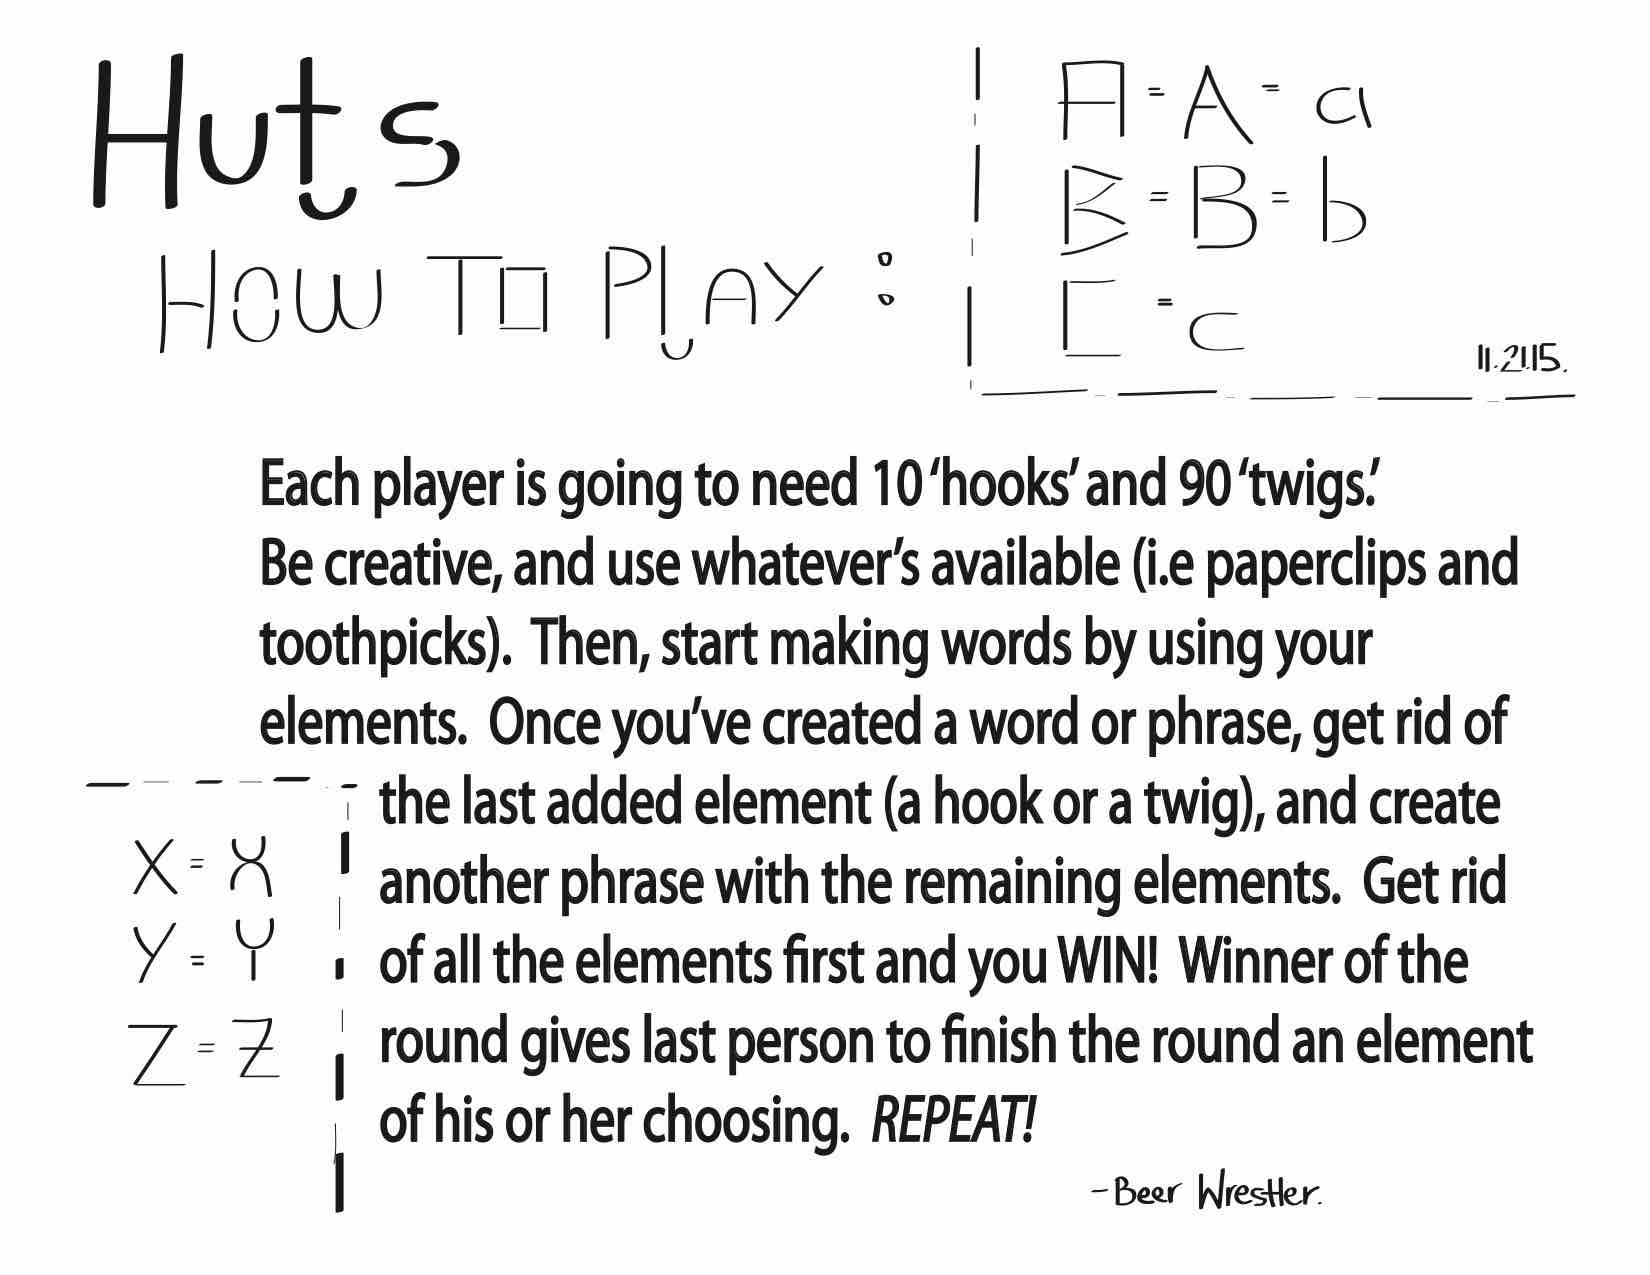 Huts
HOW TO PLAY :
A = A = a
B = B = b
C = c
11.21.15.
Each player is going to need 10 ‘hooks’ and 90 ‘twigs.’
Be creative, and use whatever’s available (i.e paperclips and
toothpicks).  Then, start making words by using your
elements.  Once you’ve created a word or phrase, get rid of
the last added element (a hook or a twig), and create
another phrase with the remaining elements.  Get rid
of all the elements first and you WIN!  Winner of the
round gives last person to finish the round an element
of his or her choosing.  REPEAT!
X = X
Y = Y
Z = Z
-Beer Wrestler.